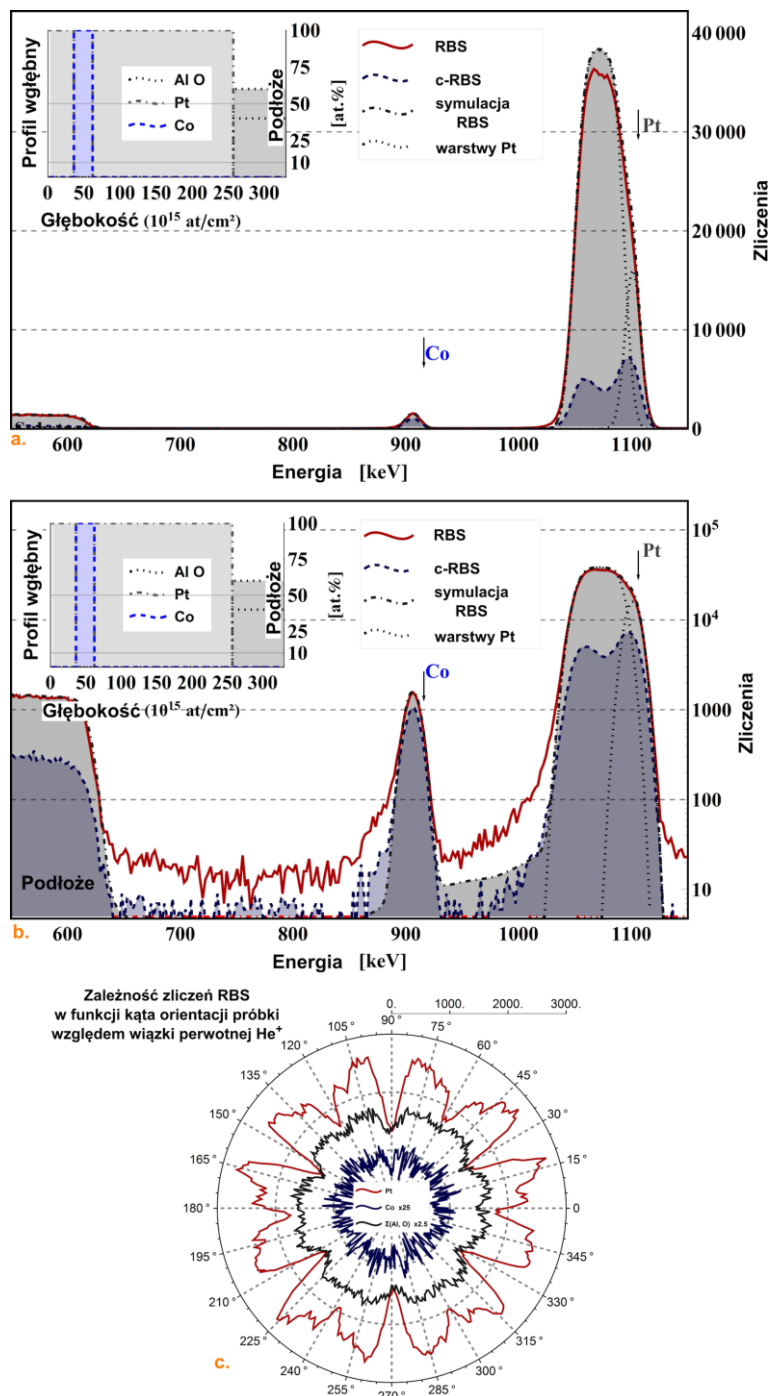 Profil wgłębny
Al O
Pt
Co
100
75
50
25
10
Podłoże
[at.%]
0 50 100 150 200 250 300
Głębokość (10¹⁵ at/cm²)
RBS
c-RBS
symulacja
RBS
warstwy Pt
Pt
Co
40 000
30 000
20 000
10 000
0
Zliczenia
a.
600 700 800 900 1000 1100
Energia [keV]
Profil wgłębny
Al O
Pt
Co
100
75
50
25
10
Podłoże
[at.%]
0 50 100 150 200 250 300
Głębokość (10¹⁵ at/cm²)
RBS
c-RBS
symulacja
RBS
warstwy Pt
Pt
Co
10⁵
10⁴
1000
100
10
Zliczenia
Podłoże
b.
600 700 800 900 1000 1100
Energia [keV]
Zależność zliczeń RBS
w funkcji kąta orientacji próbki
względem wiązki perwotnej He⁺
0. 1000. 2000. 3000.
90 °
105 ° 75 °
120 ° 60 °
135 ° 45 °
150 ° 30 °
165 ° 15 °
180 ° 0 °
Pt
Co x25
Σ(Al, O) x2.5
195 ° 345 °
210 ° 330 °
225 ° 315 °
240 ° 300 °
255 ° 285 °
270 °
c.